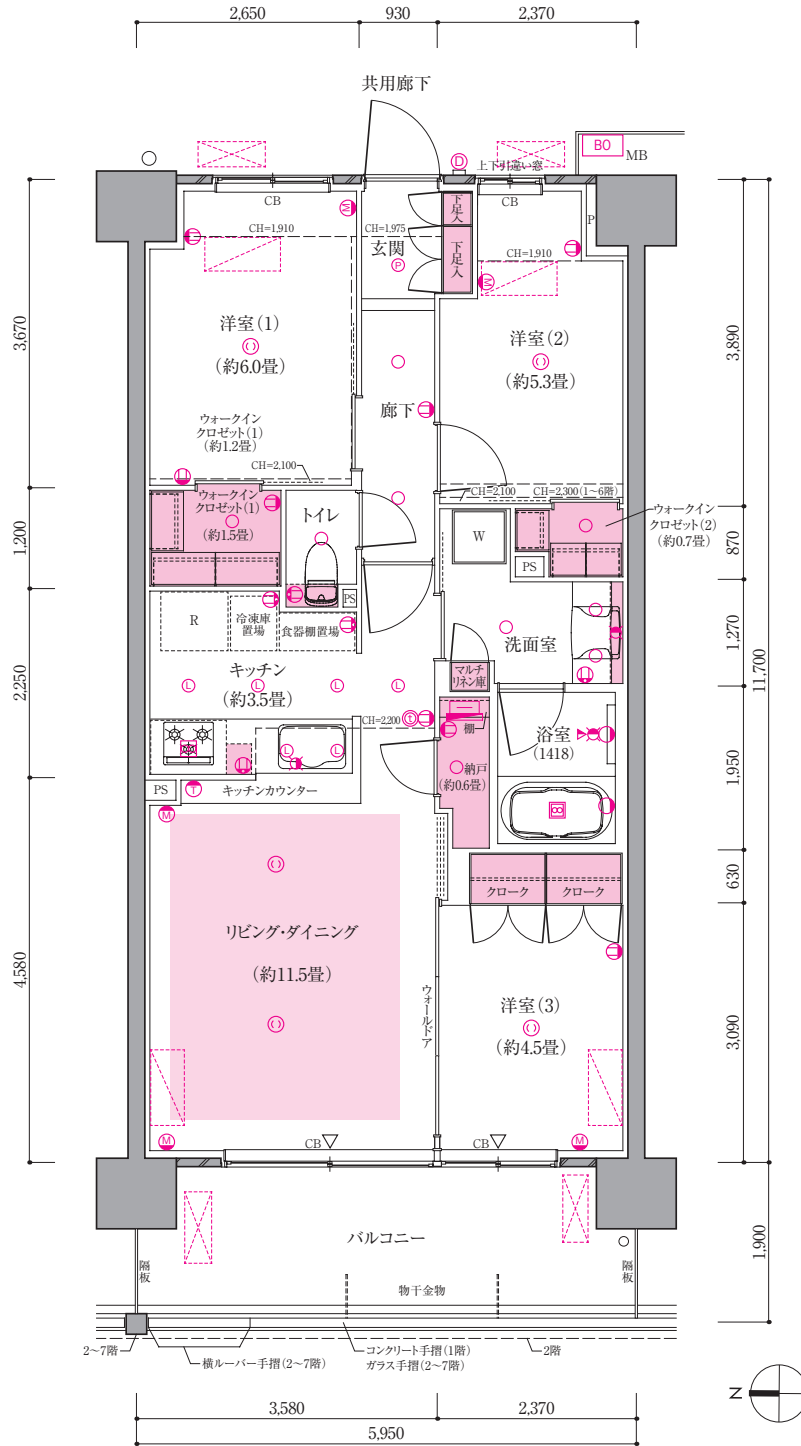 2,650
930
2,370
共用廊下
BO
MB
D
上下引違い窓
CB
CB
M
CH=1,910
CH=1,975
下足入
下足入
P
玄関
P
CH=1,910
M
3,670
3,890
洋室(1)
(約6.0畳)
洋室(2)
(約5.3畳)
廊下
ウォークイン
クロゼット(1)
(約1.2畳)
CH=2,100
CH=2,100
CH=2,300(1〜6階)
ウォークイン
クロゼット(1)
(約1.5畳)
トイレ
W
ウォークイン
クロゼット(2)
(約0.7畳)
PS
PS
1,200
870
R
冷凍庫
置場
食器棚置場
洗面室
1,270
キッチン
(約3.5畳)
マルチ
リネン庫
L
L
L
L
2,250
11,700
CH=2,200
t
棚
浴室
(1418)
L
L
納戸
(約0.6畳)
1,950
PS
T
キッチンカウンター
M
クローク
クローク
630
リビング・ダイニング
(約11.5畳)
ウォールドア
洋室(3)
(約4.5畳)
4,580
3,090
M
CB
CB
M
バルコニー
1,900
隔板
物干金物
隔板
2〜7階
横ルーバー手摺(2〜7階)
コンクリート手摺(1階)
ガラス手摺(2〜7階)
2階
N
3,580
2,370
5,950